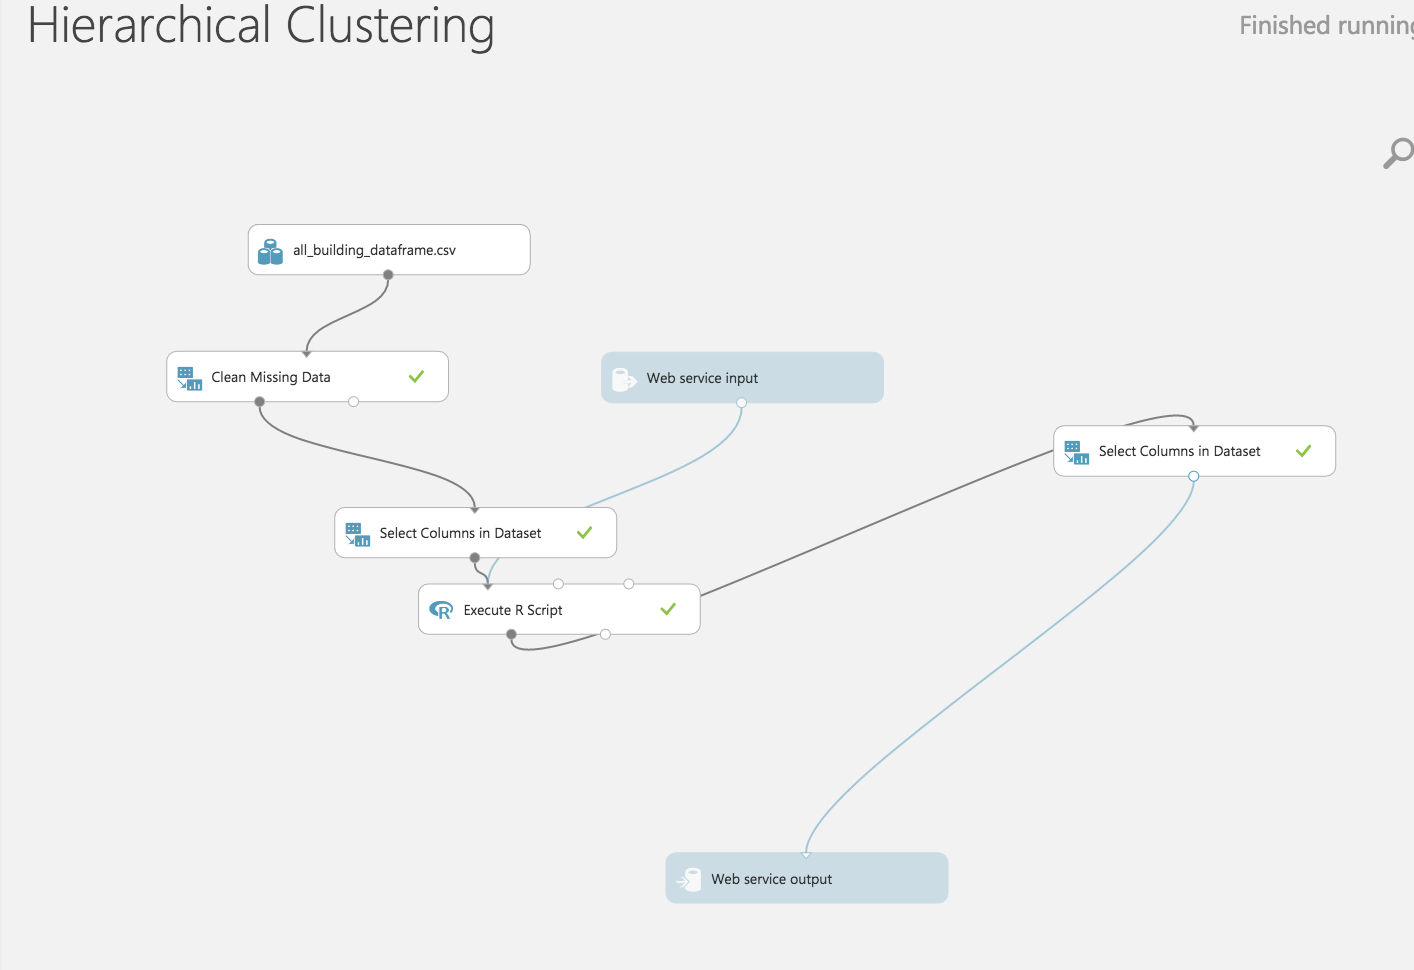 Hierarchical Clustering
Finished running
all_building_dataframe.csv
Clean Missing Data
Web service input
Select Columns in Dataset
Select Columns in Dataset
R Execute R Script
Web service output